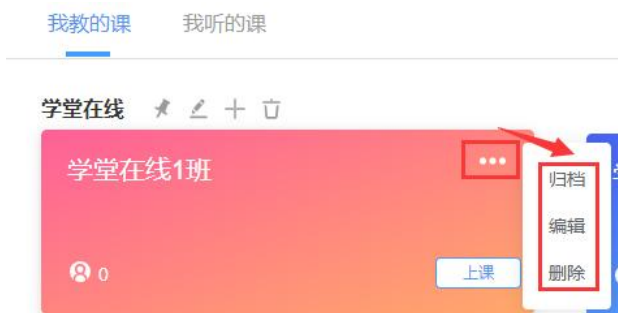 我教的课 我听的课
学堂在线
学堂在线1班
归档
编辑
0 上课 删除